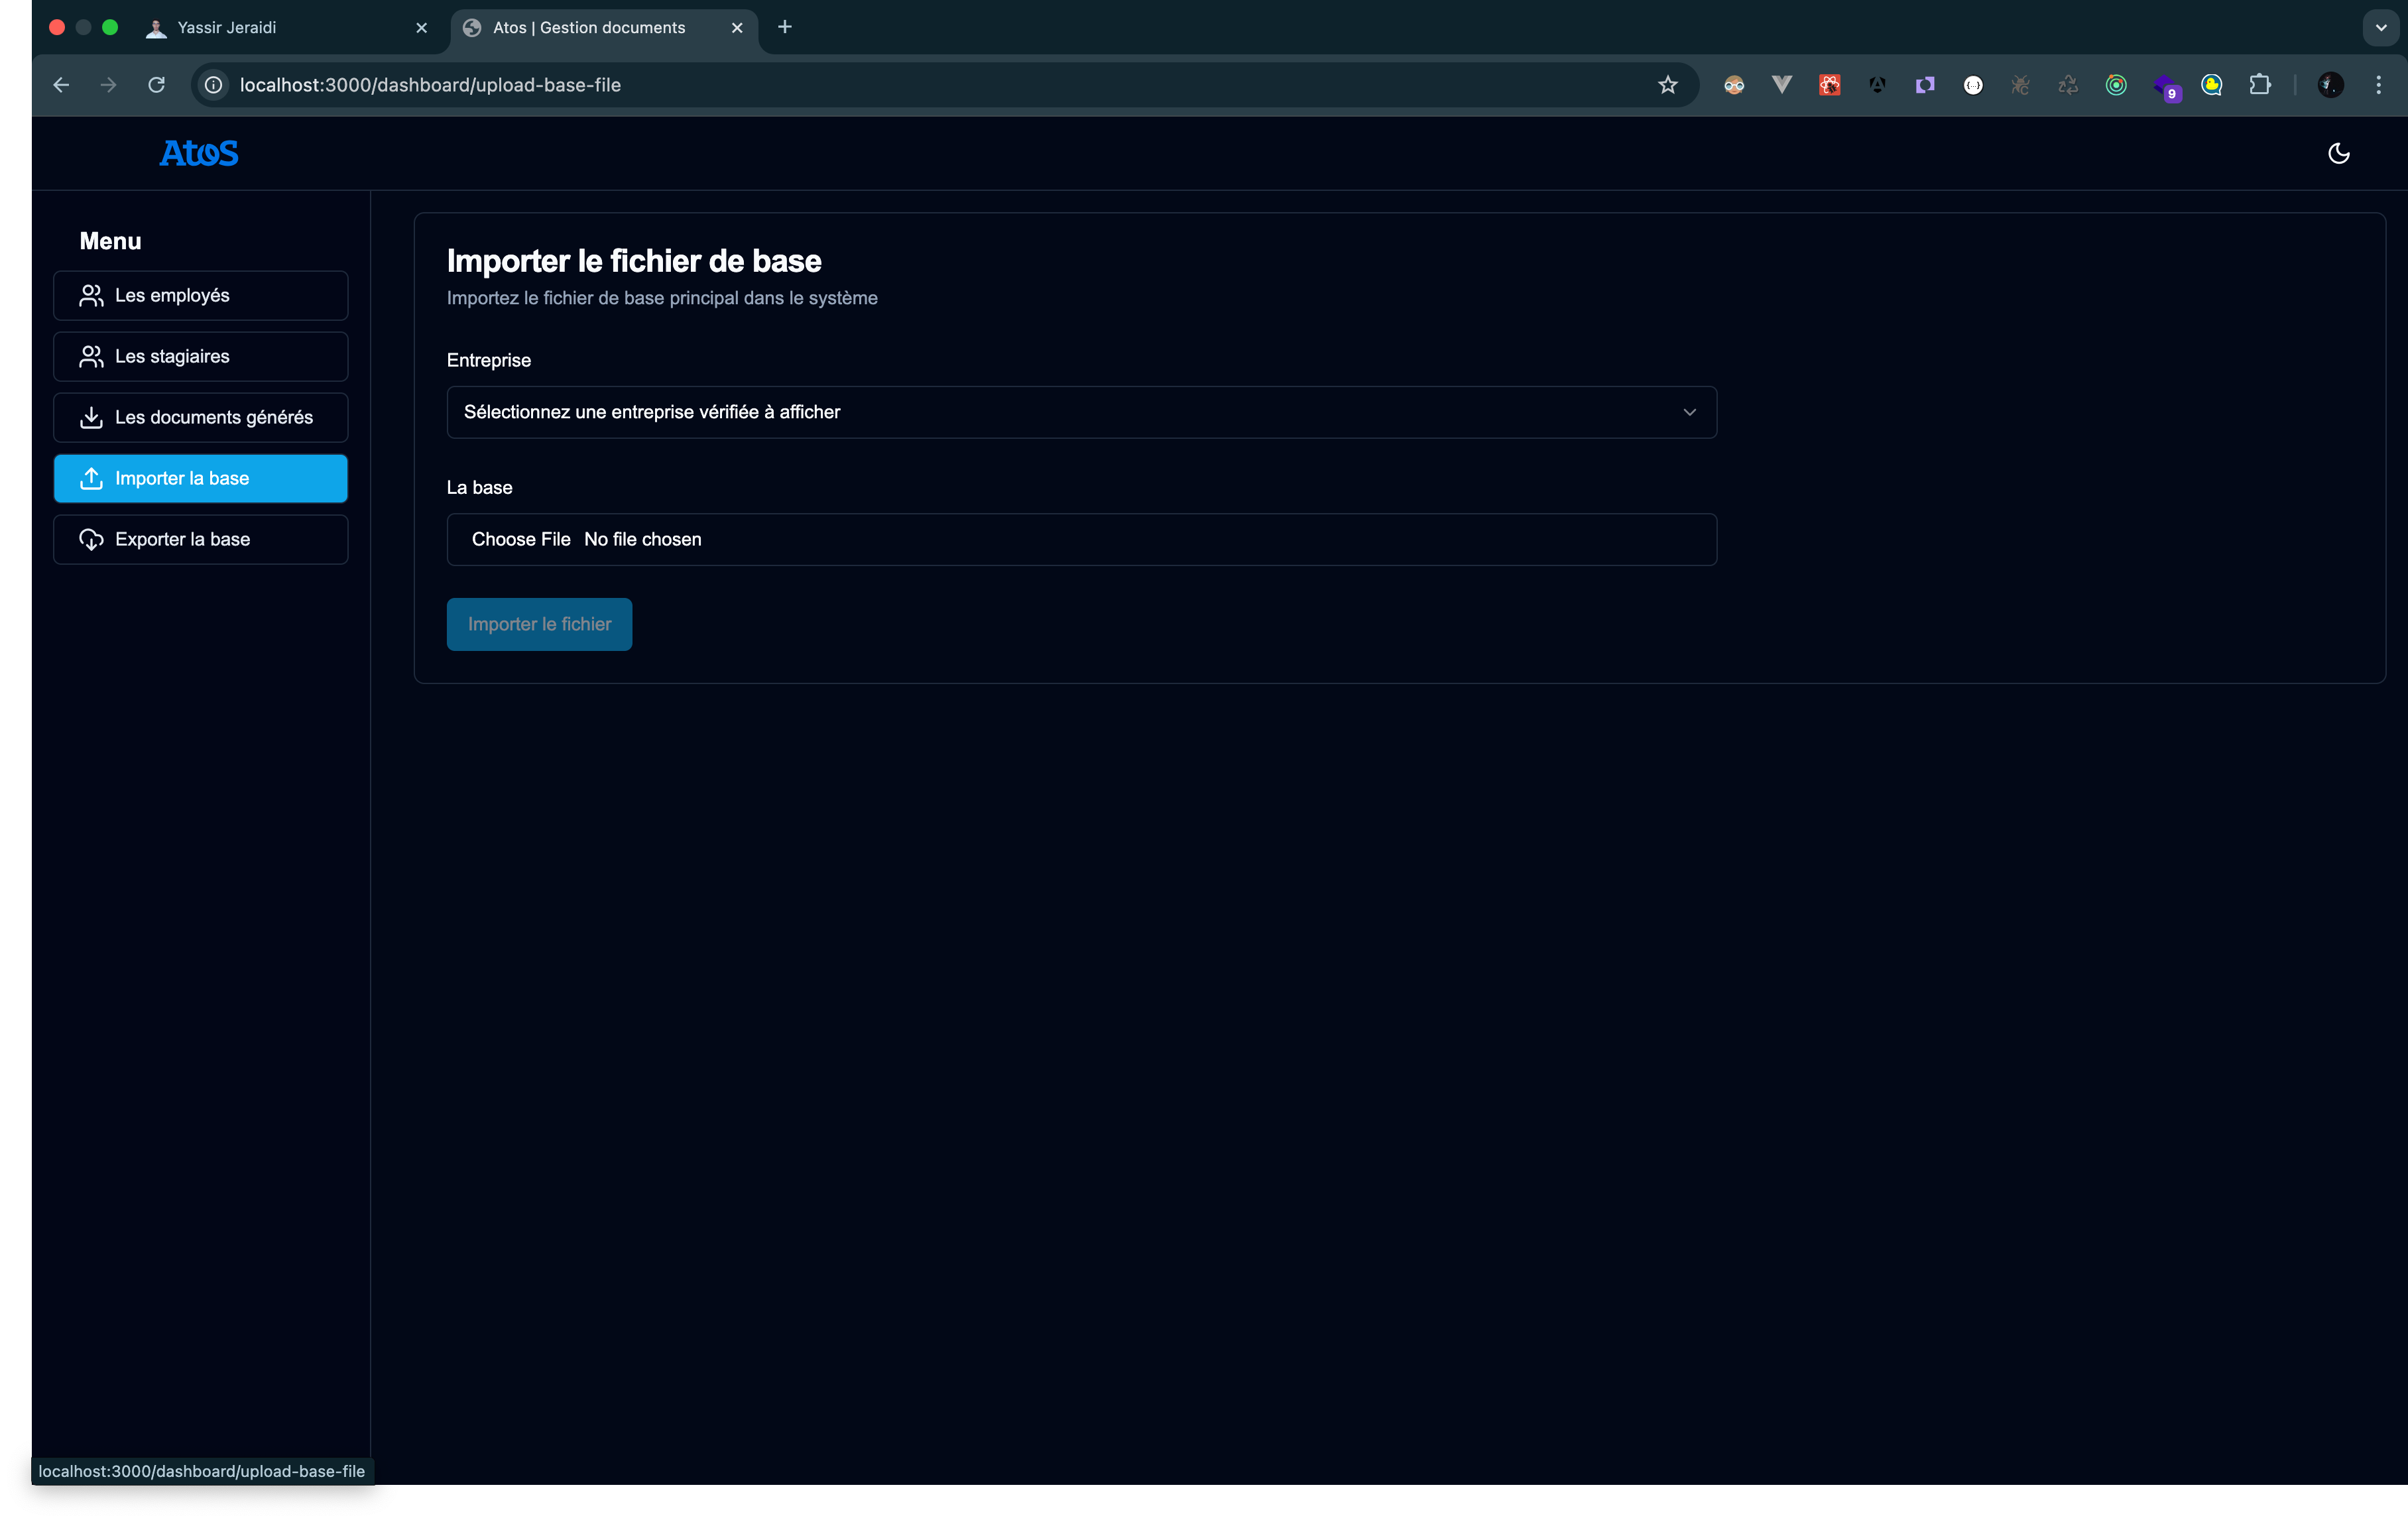 Yassir Jeraidi
Atos | Gestion documents
localhost:3000/dashboard/upload-base-file
9
Atos
Menu
Les employés
Les stagiaires
Les documents générés
Importer la base
Exporter la base
Importer le fichier de base
Importez le fichier de base principal dans le système
Entreprise
Sélectionnez une entreprise vérifiée à afficher
La base
Choose File No file chosen
Importer le fichier
localhost:3000/dashboard/upload-base-file